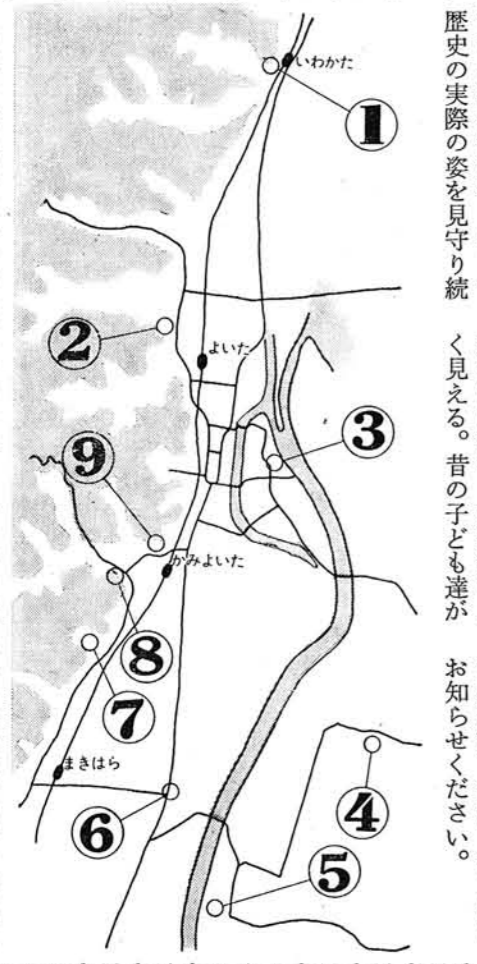 歴史の実際の姿を見守り続
く見える。昔の子ども達が
お知らせください。
いわかた
①
②
よいた
③
⑨
かみよいた
⑧
⑦
まきはら
⑥
④
⑤